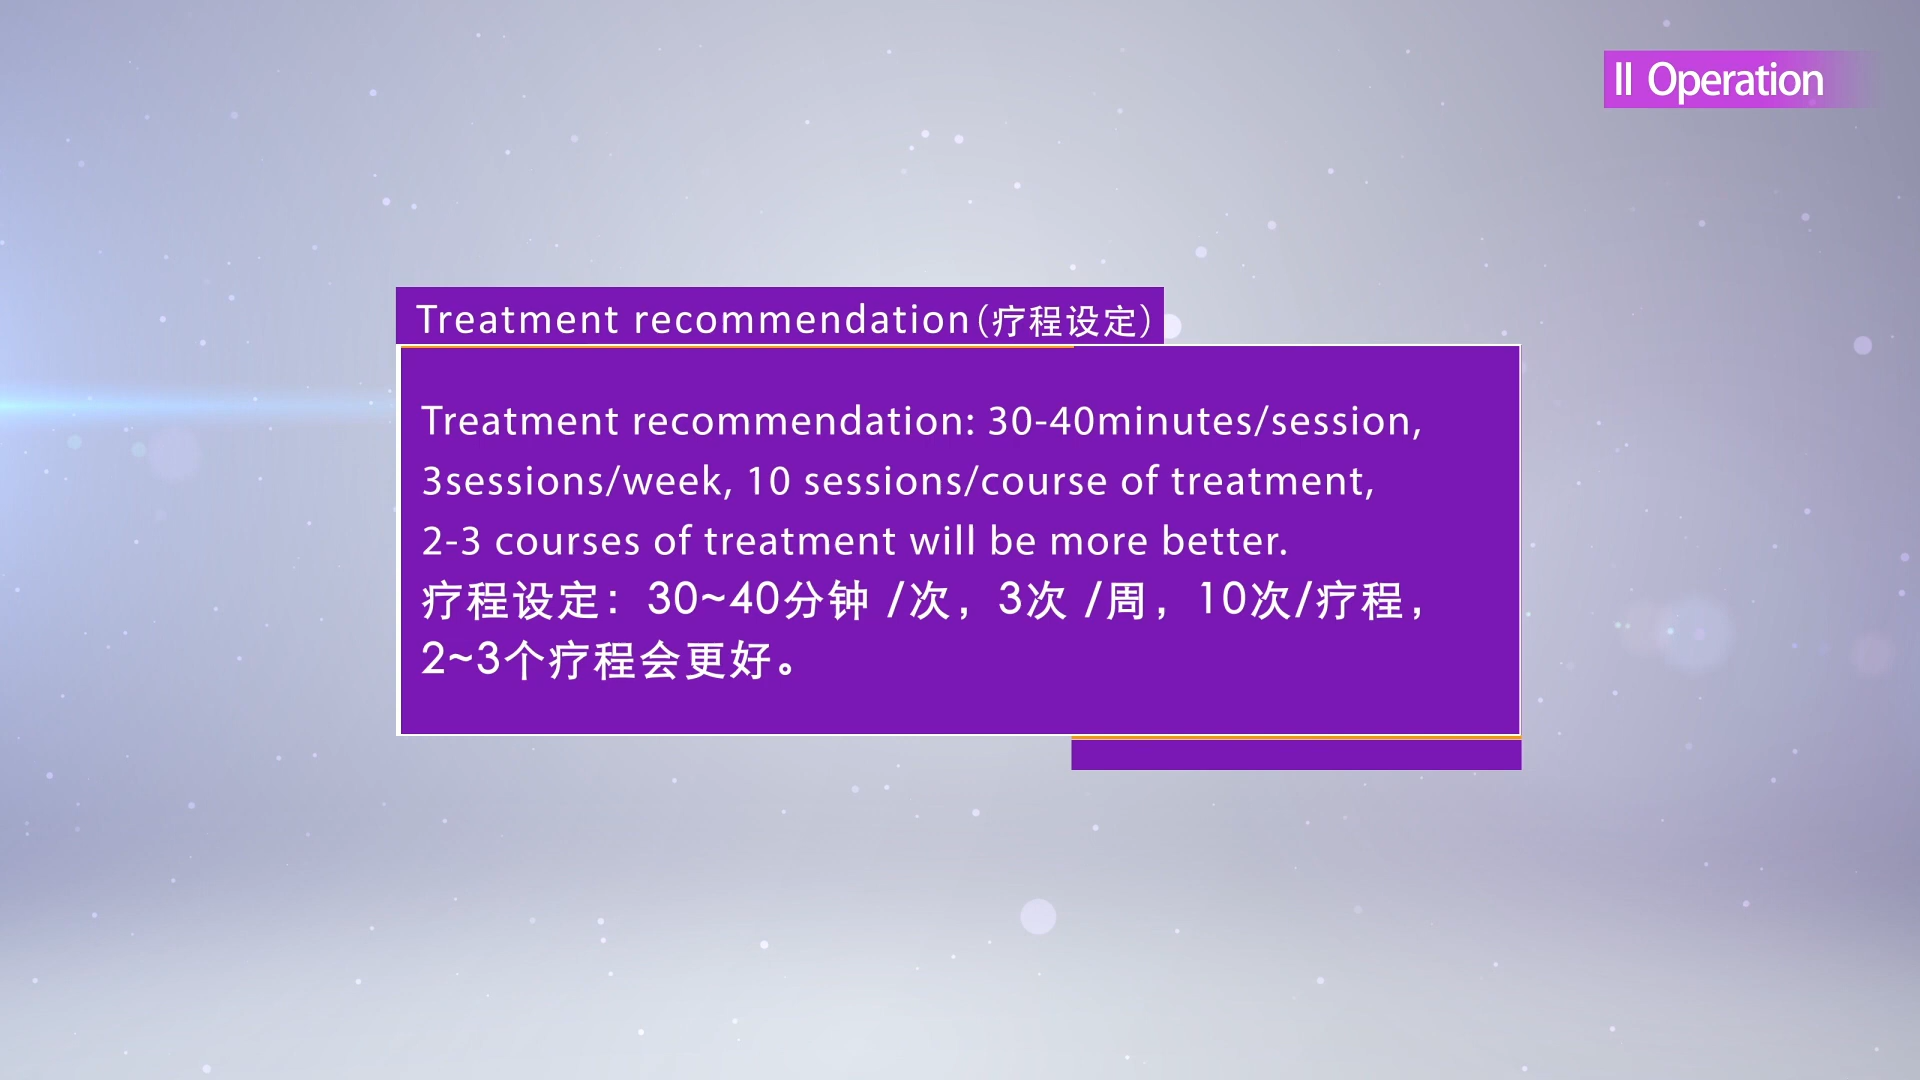 II Operation
Treatment recommendation（疗程设定）
Treatment recommendation: 30-40minutes/session,
3sessions/week, 10 sessions/course of treatment,
2-3 courses of treatment will be more better.
疗程设定：30~40分钟 /次，3次 /周，10次/疗程，
2~3个疗程会更好。